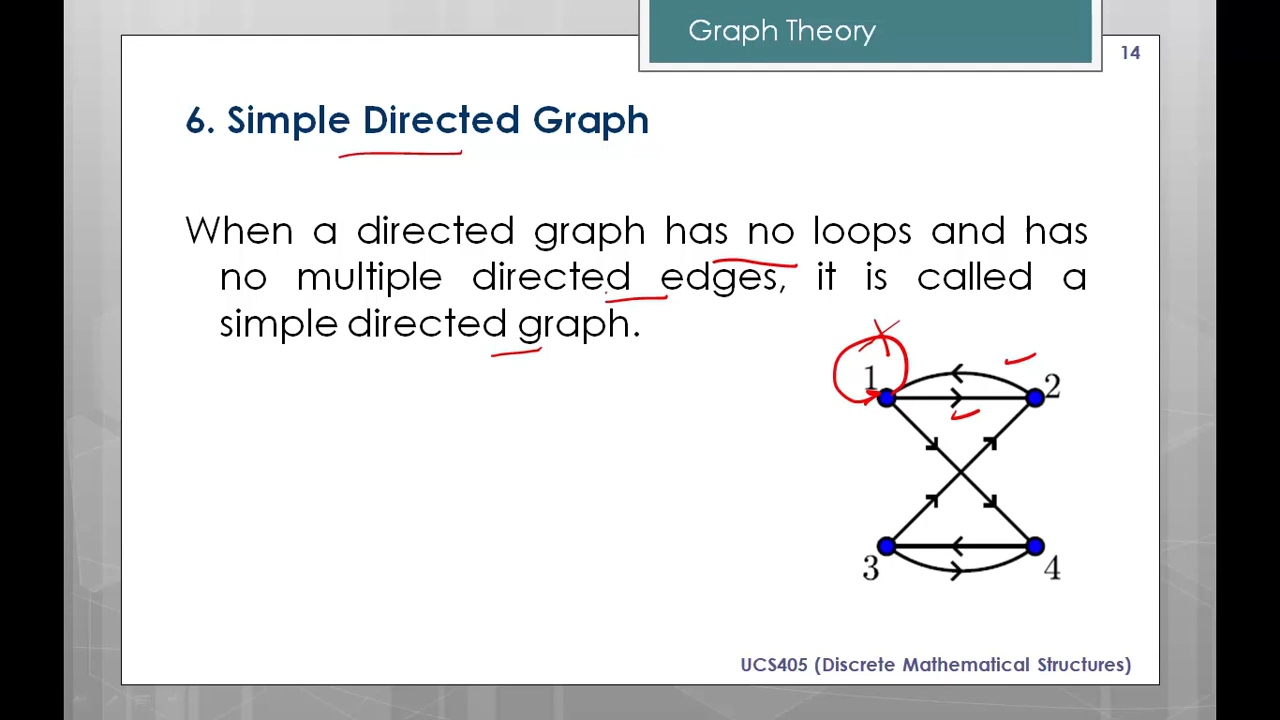 Graph Theory
14
6. Simple Directed Graph
When a directed graph has no loops and has
no multiple directed edges, it is called a
simple directed graph.
1
2
3
4
UCS405 (Discrete Mathematical Structures)